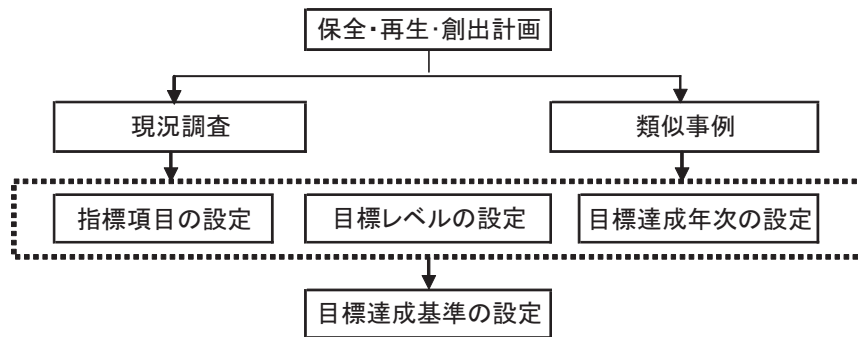 保全・再生・創出計画
現況調査
類似事例
指標項目の設定
目標レベルの設定
目標達成年次の設定
目標達成基準の設定